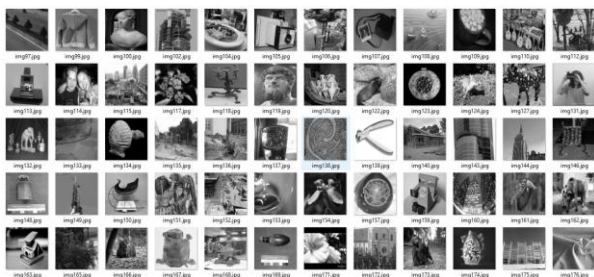 img97.jpg img99.jpg img100.jpg img102.jpg img104.jpg img105.jpg img106.jpg img107.jpg img108.jpg img109.jpg img110.jpg img112.jpg
img113.jpg img114.jpg img115.jpg img117.jpg img118.jpg img119.jpg img120.jpg img122.jpg img123.jpg img124.jpg img127.jpg img131.jpg
img132.jpg img133.jpg img134.jpg img135.jpg img136.jpg img137.jpg img138.jpg img139.jpg img140.jpg img143.jpg img144.jpg img146.jpg
img148.jpg img149.jpg img150.jpg img151.jpg img152.jpg img153.jpg img154.jpg img157.jpg img158.jpg img160.jpg img161.jpg img162.jpg
img163.jpg img165.jpg img166.jpg img167.jpg img168.jpg img169.jpg img171.jpg img172.jpg img173.jpg img174.jpg img175.jpg img176.jpg